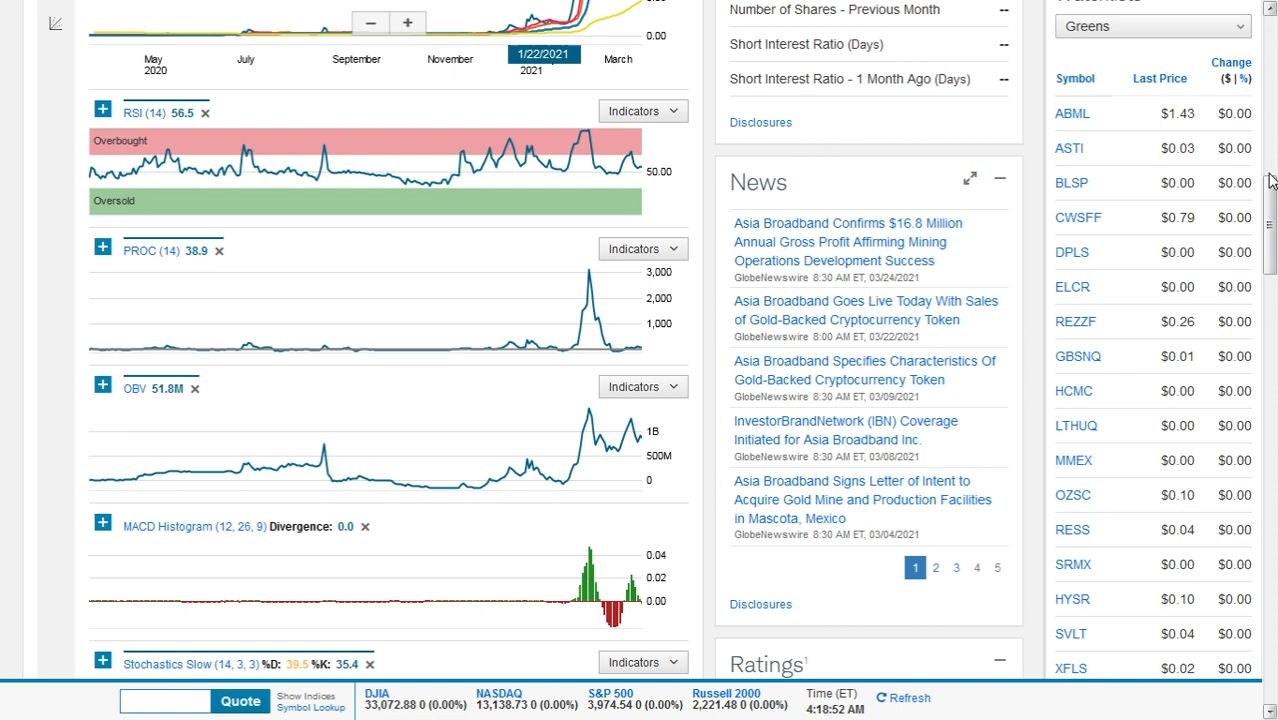 0.00
1/22/2021
May
2020
July
September
November
2021
March
RSI (14) 56.5
Indicators
Overbought
50.00
Oversold
PROC (14) 38.9
Indicators
3,000
2,000
1,000
OBV 51.8M
Indicators
1B
500M
0
MACD Histogram (12, 26, 9) Divergence: 0.0
0.04
0.02
0.00
Stochastics Slow (14, 3, 3) %D: 39.5 %K: 35.4
Indicators
Number of Shares - Previous Month --
Short Interest Ratio (Days) --
Short Interest Ratio - 1 Month Ago (Days) --
Disclosures
News
Asia Broadband Confirms $16.8 Million
Annual Gross Profit Affirming Mining
Operations Development Success
GlobeNewswire 8:30 AM ET, 03/24/2021
Asia Broadband Goes Live Today With Sales
of Gold-Backed Cryptocurrency Token
GlobeNewswire 8:00 AM ET, 03/22/2021
Asia Broadband Specifies Characteristics Of
Gold-Backed Cryptocurrency Token
GlobeNewswire 8:30 AM ET, 03/09/2021
InvestorBrandNetwork (IBN) Coverage
Initiated for Asia Broadband Inc.
GlobeNewswire 8:30 AM ET, 03/08/2021
Asia Broadband Signs Letter of Intent to
Acquire Gold Mine and Production Facilities
in Mascota, Mexico
GlobeNewswire 8:30 AM ET, 03/04/2021
1 2 3 4 5
Disclosures
Ratings1
Greens
Change
Symbol Last Price ($ | %)
ABML $1.43 $0.00
ASTI $0.03 $0.00
BLSP $0.00 $0.00
CWSFF $0.79 $0.00
DPLS $0.00 $0.00
ELCR $0.00 $0.00
REZZF $0.26 $0.00
GBSNQ $0.01 $0.00
HCMC $0.00 $0.00
LTHUQ $0.00 $0.00
MMEX $0.00 $0.00
OZSC $0.10 $0.00
RESS $0.04 $0.00
SRMX $0.00 $0.00
HYSR $0.10 $0.00
SVLT $0.04 $0.00
XFLS $0.02 $0.00
Quote
Show Indices
Symbol Lookup
DJIA
33,072.88 0 (0.00%)
NASDAQ
13,138.73 0 (0.00%)
S&P 500
3,974.54 0 (0.00%)
Russell 2000
2,221.48 0 (0.00%)
Time (ET)
4:18:52 AM
Refresh